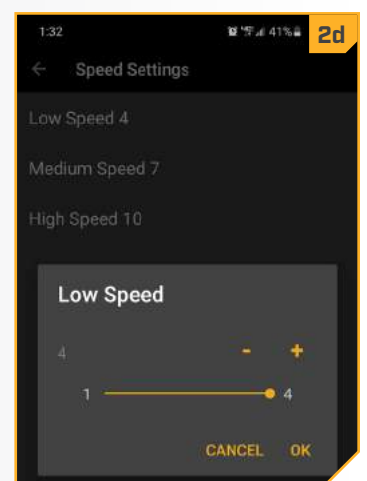 1:32 41% 2d
Speed Settings
Low Speed 4
Medium Speed 7
High Speed 10
Low Speed
4 - +
1 4
CANCEL OK